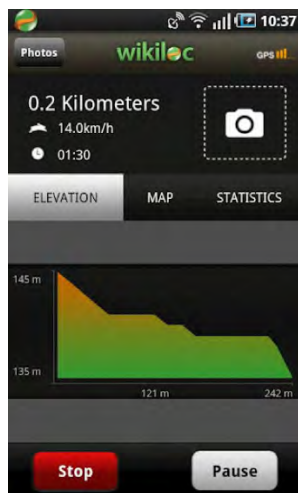 10:37
Photos
wikiloc
GPS
0.2 Kilometers
14.0km/h
01:30
ELEVATION MAP STATISTICS
145 m
135 m
121 m 242 m
Stop Pause